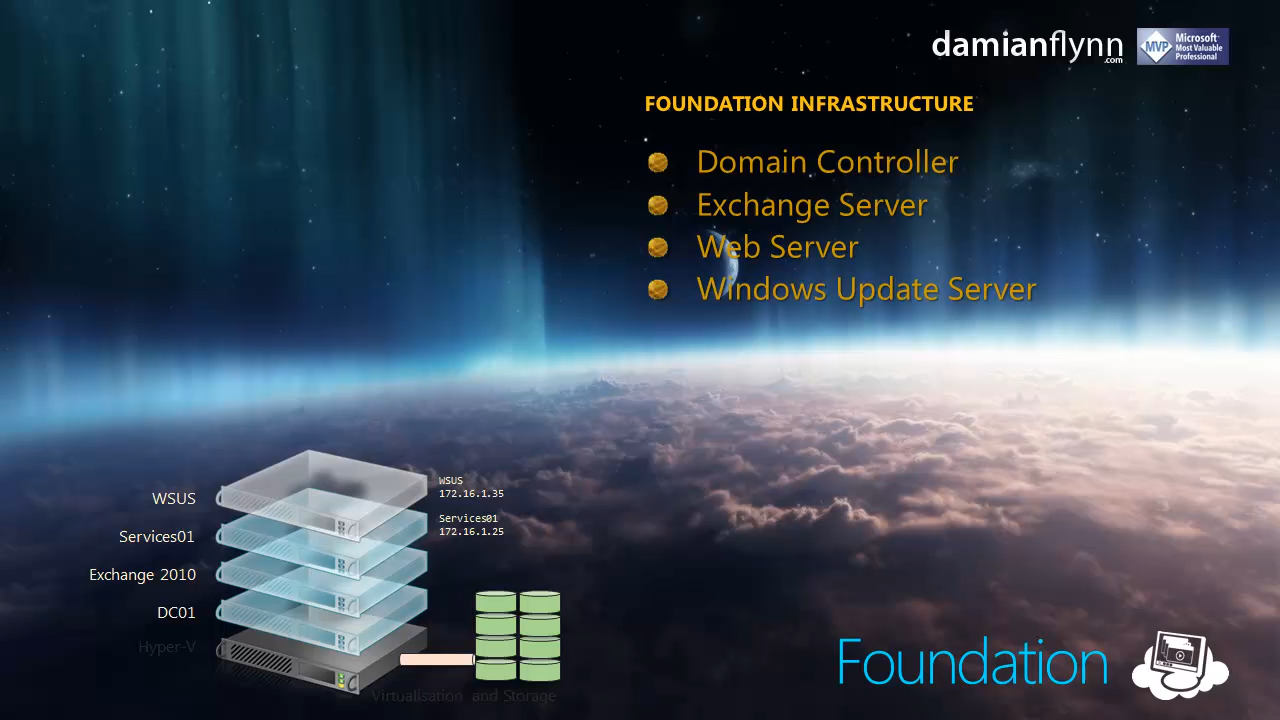 damianflynn
.com
MVP
Microsoft
Most Valuable
Professional
FOUNDATION INFRASTRUCTURE
Domain Controller
Exchange Server
Web Server
Windows Update Server
WSUS
WSUS
172.16.1.35
Services01
Services01
172.16.1.25
Exchange 2010
DC01
Hyper-V
Virtualisation and Storage
Foundation